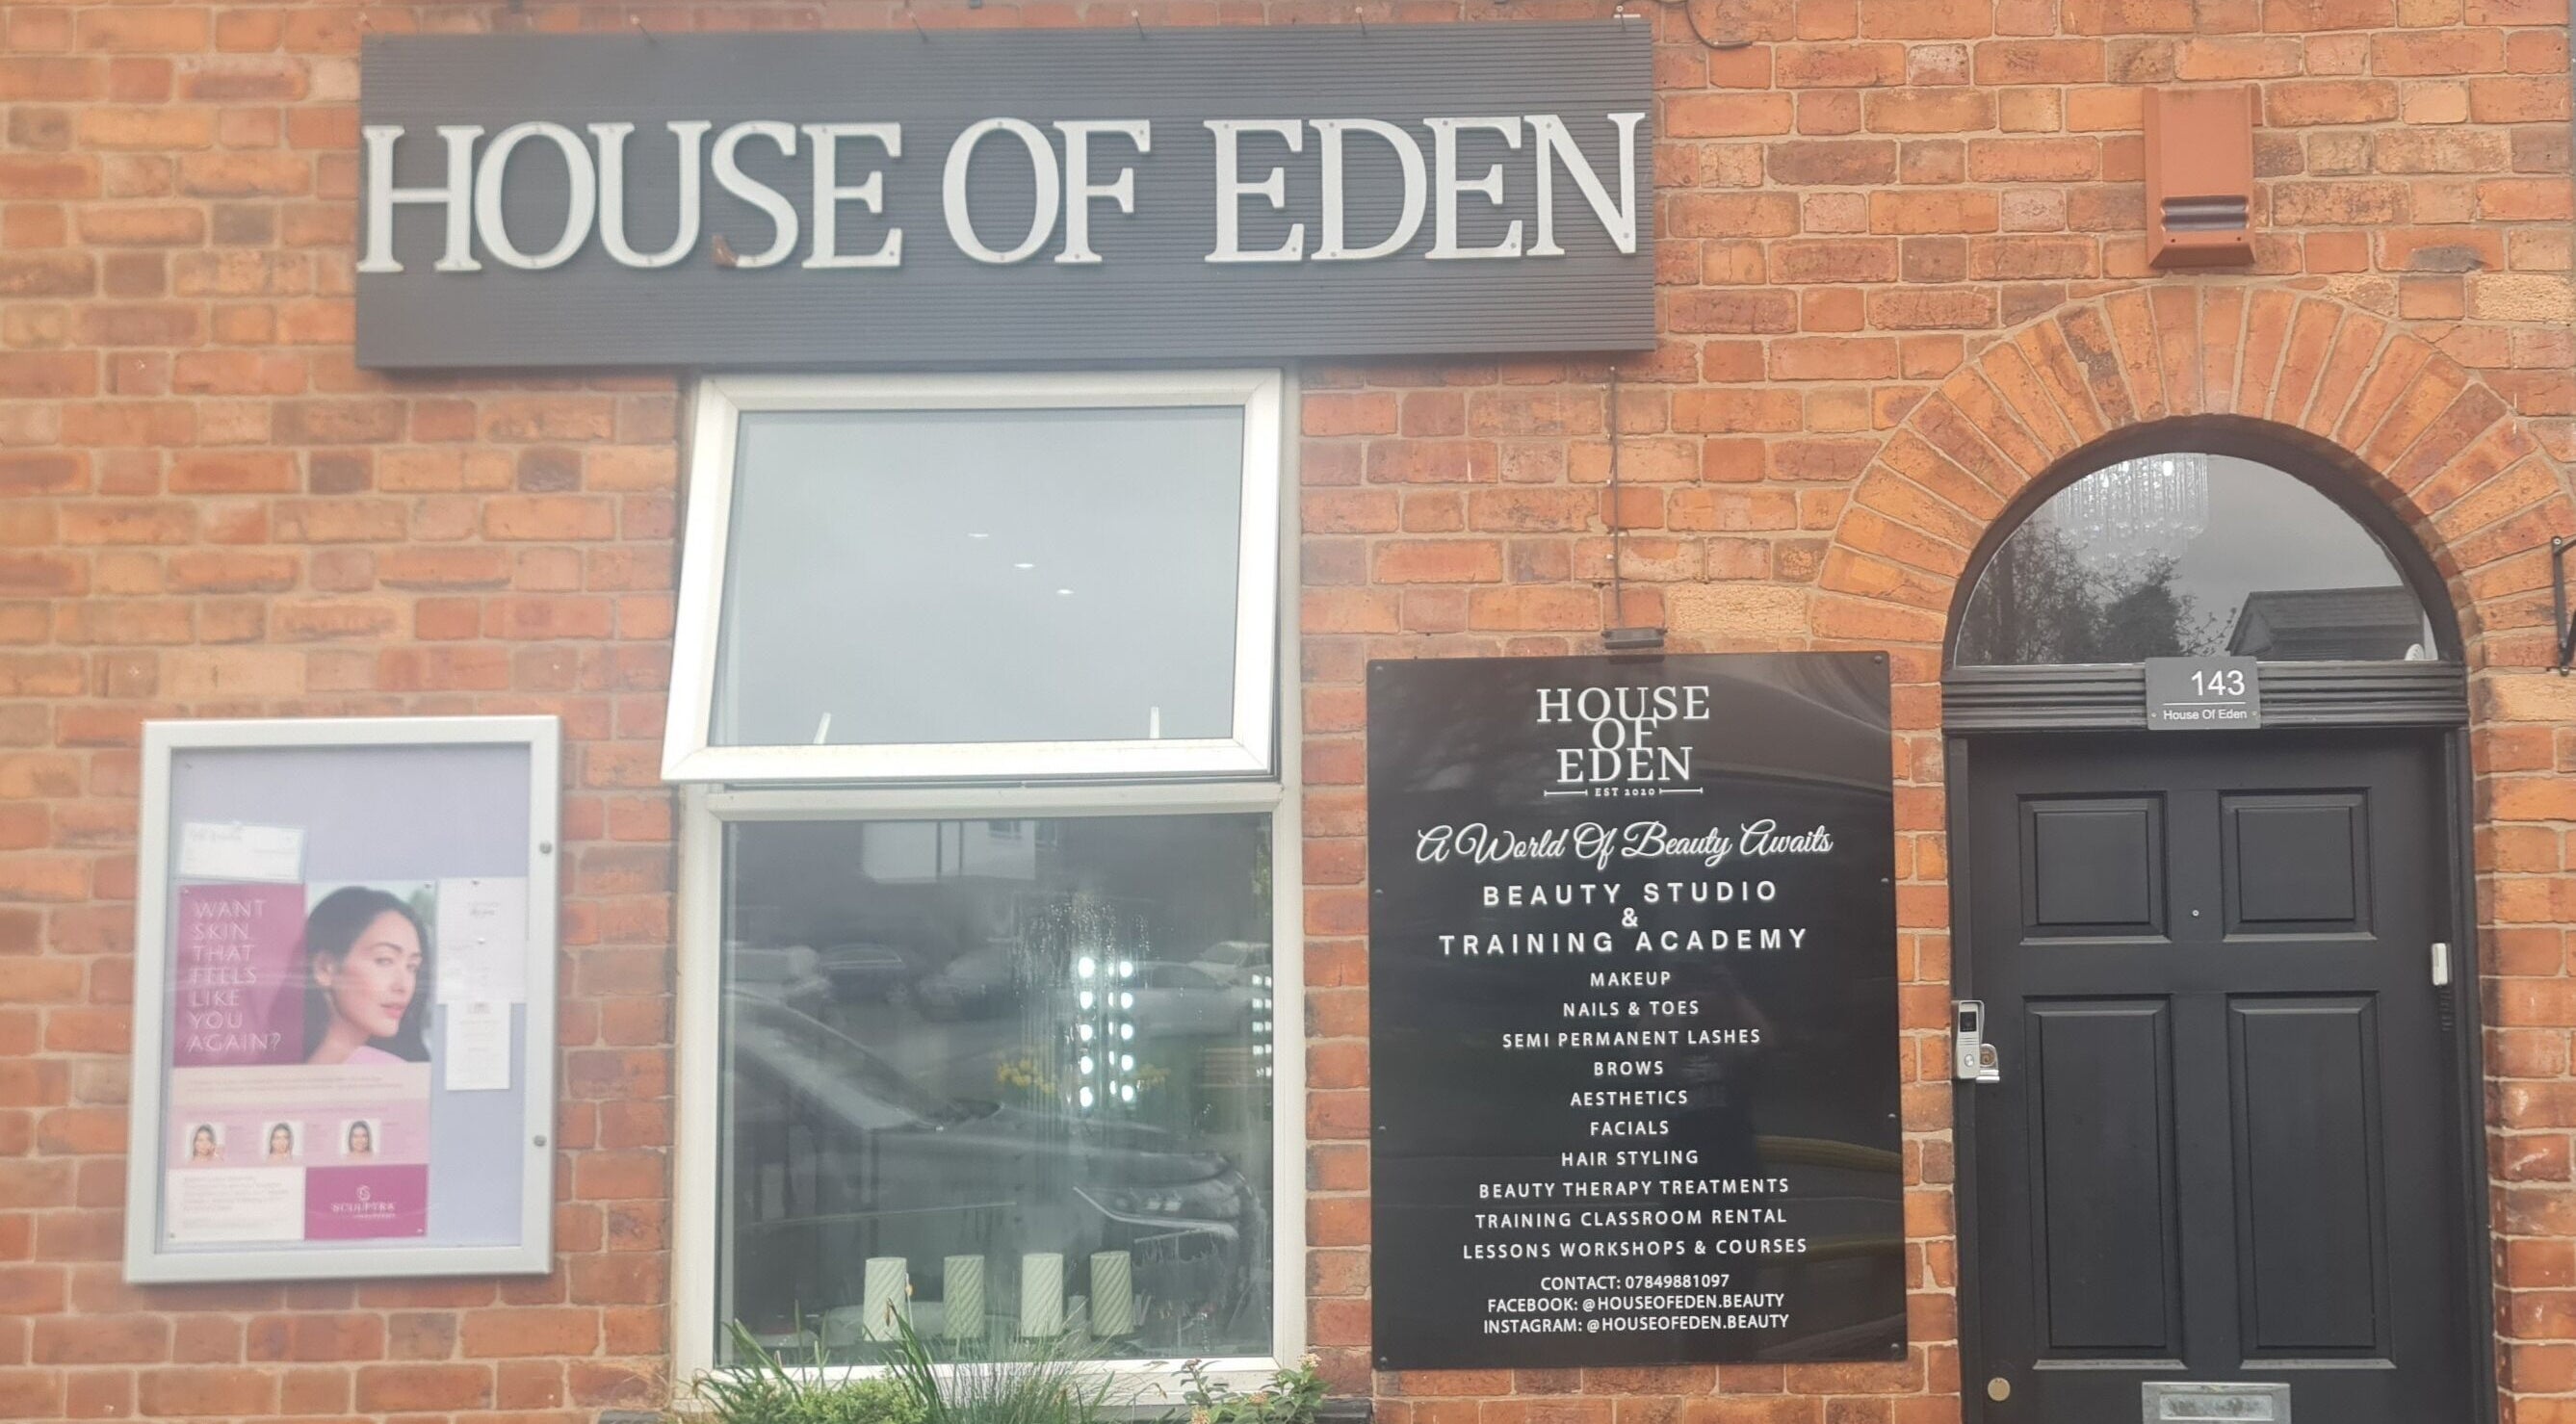 HOUSE OF EDEN
143
House Of Eden
HOUSE
OF
EDEN
EST 2020
A World Of Beauty Awaits
BEAUTY STUDIO
&
TRAINING ACADEMY
MAKEUP
NAILS & TOES
SEMI PERMANENT LASHES
BROWS
AESTHETICS
FACIALS
HAIR STYLING
BEAUTY THERAPY TREATMENTS
TRAINING CLASSROOM RENTAL
LESSONS WORKSHOPS & COURSES
CONTACT: 07849881097
FACEBOOK: @HOUSEOFEDEN.BEAUTY
INSTAGRAM: @HOUSEOFEDEN.BEAUTY
WANT
SKIN
THAT
FEELS
LIKE
YOU
AGAIN?
SCULPTRA